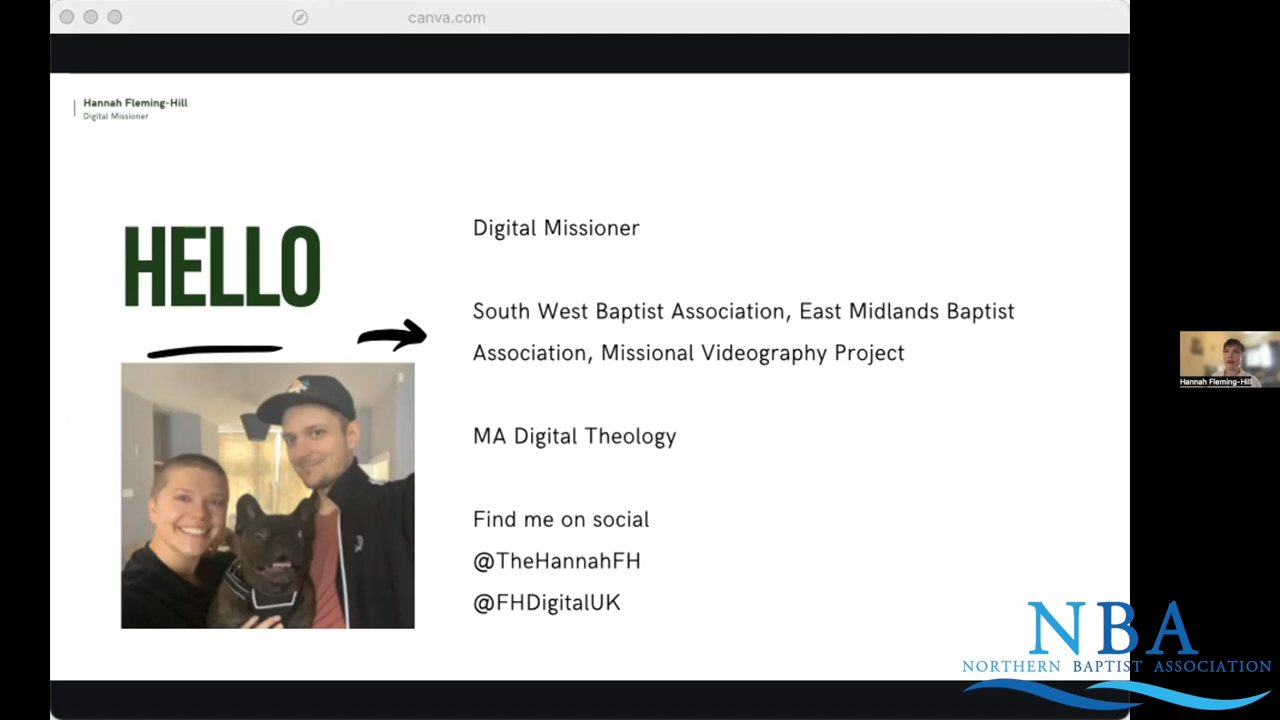 canva.com
Hannah Fleming-Hill
Digital Missioner
HELLO
Digital Missioner
South West Baptist Association, East Midlands Baptist
Association, Missional Videography Project
MA Digital Theology
Find me on social
@TheHannahFH
@FHDigitalUK
Hannah Fleming-Hill
NBA
NORTHERN BAPTIST ASSOCIATION